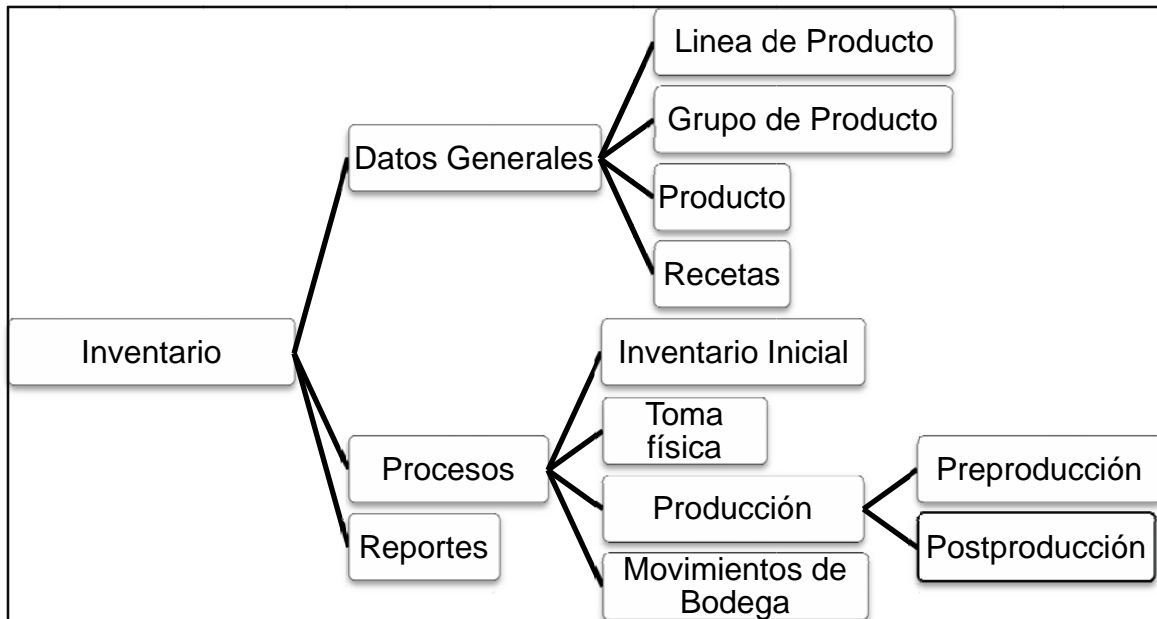 Linea de Producto
Grupo de Producto
Datos Generales
Producto
Recetas
Inventario
Inventario Inicial
Toma
física
Procesos
Preproducción
Producción
Reportes
Postproducción
Movimientos de
Bodega